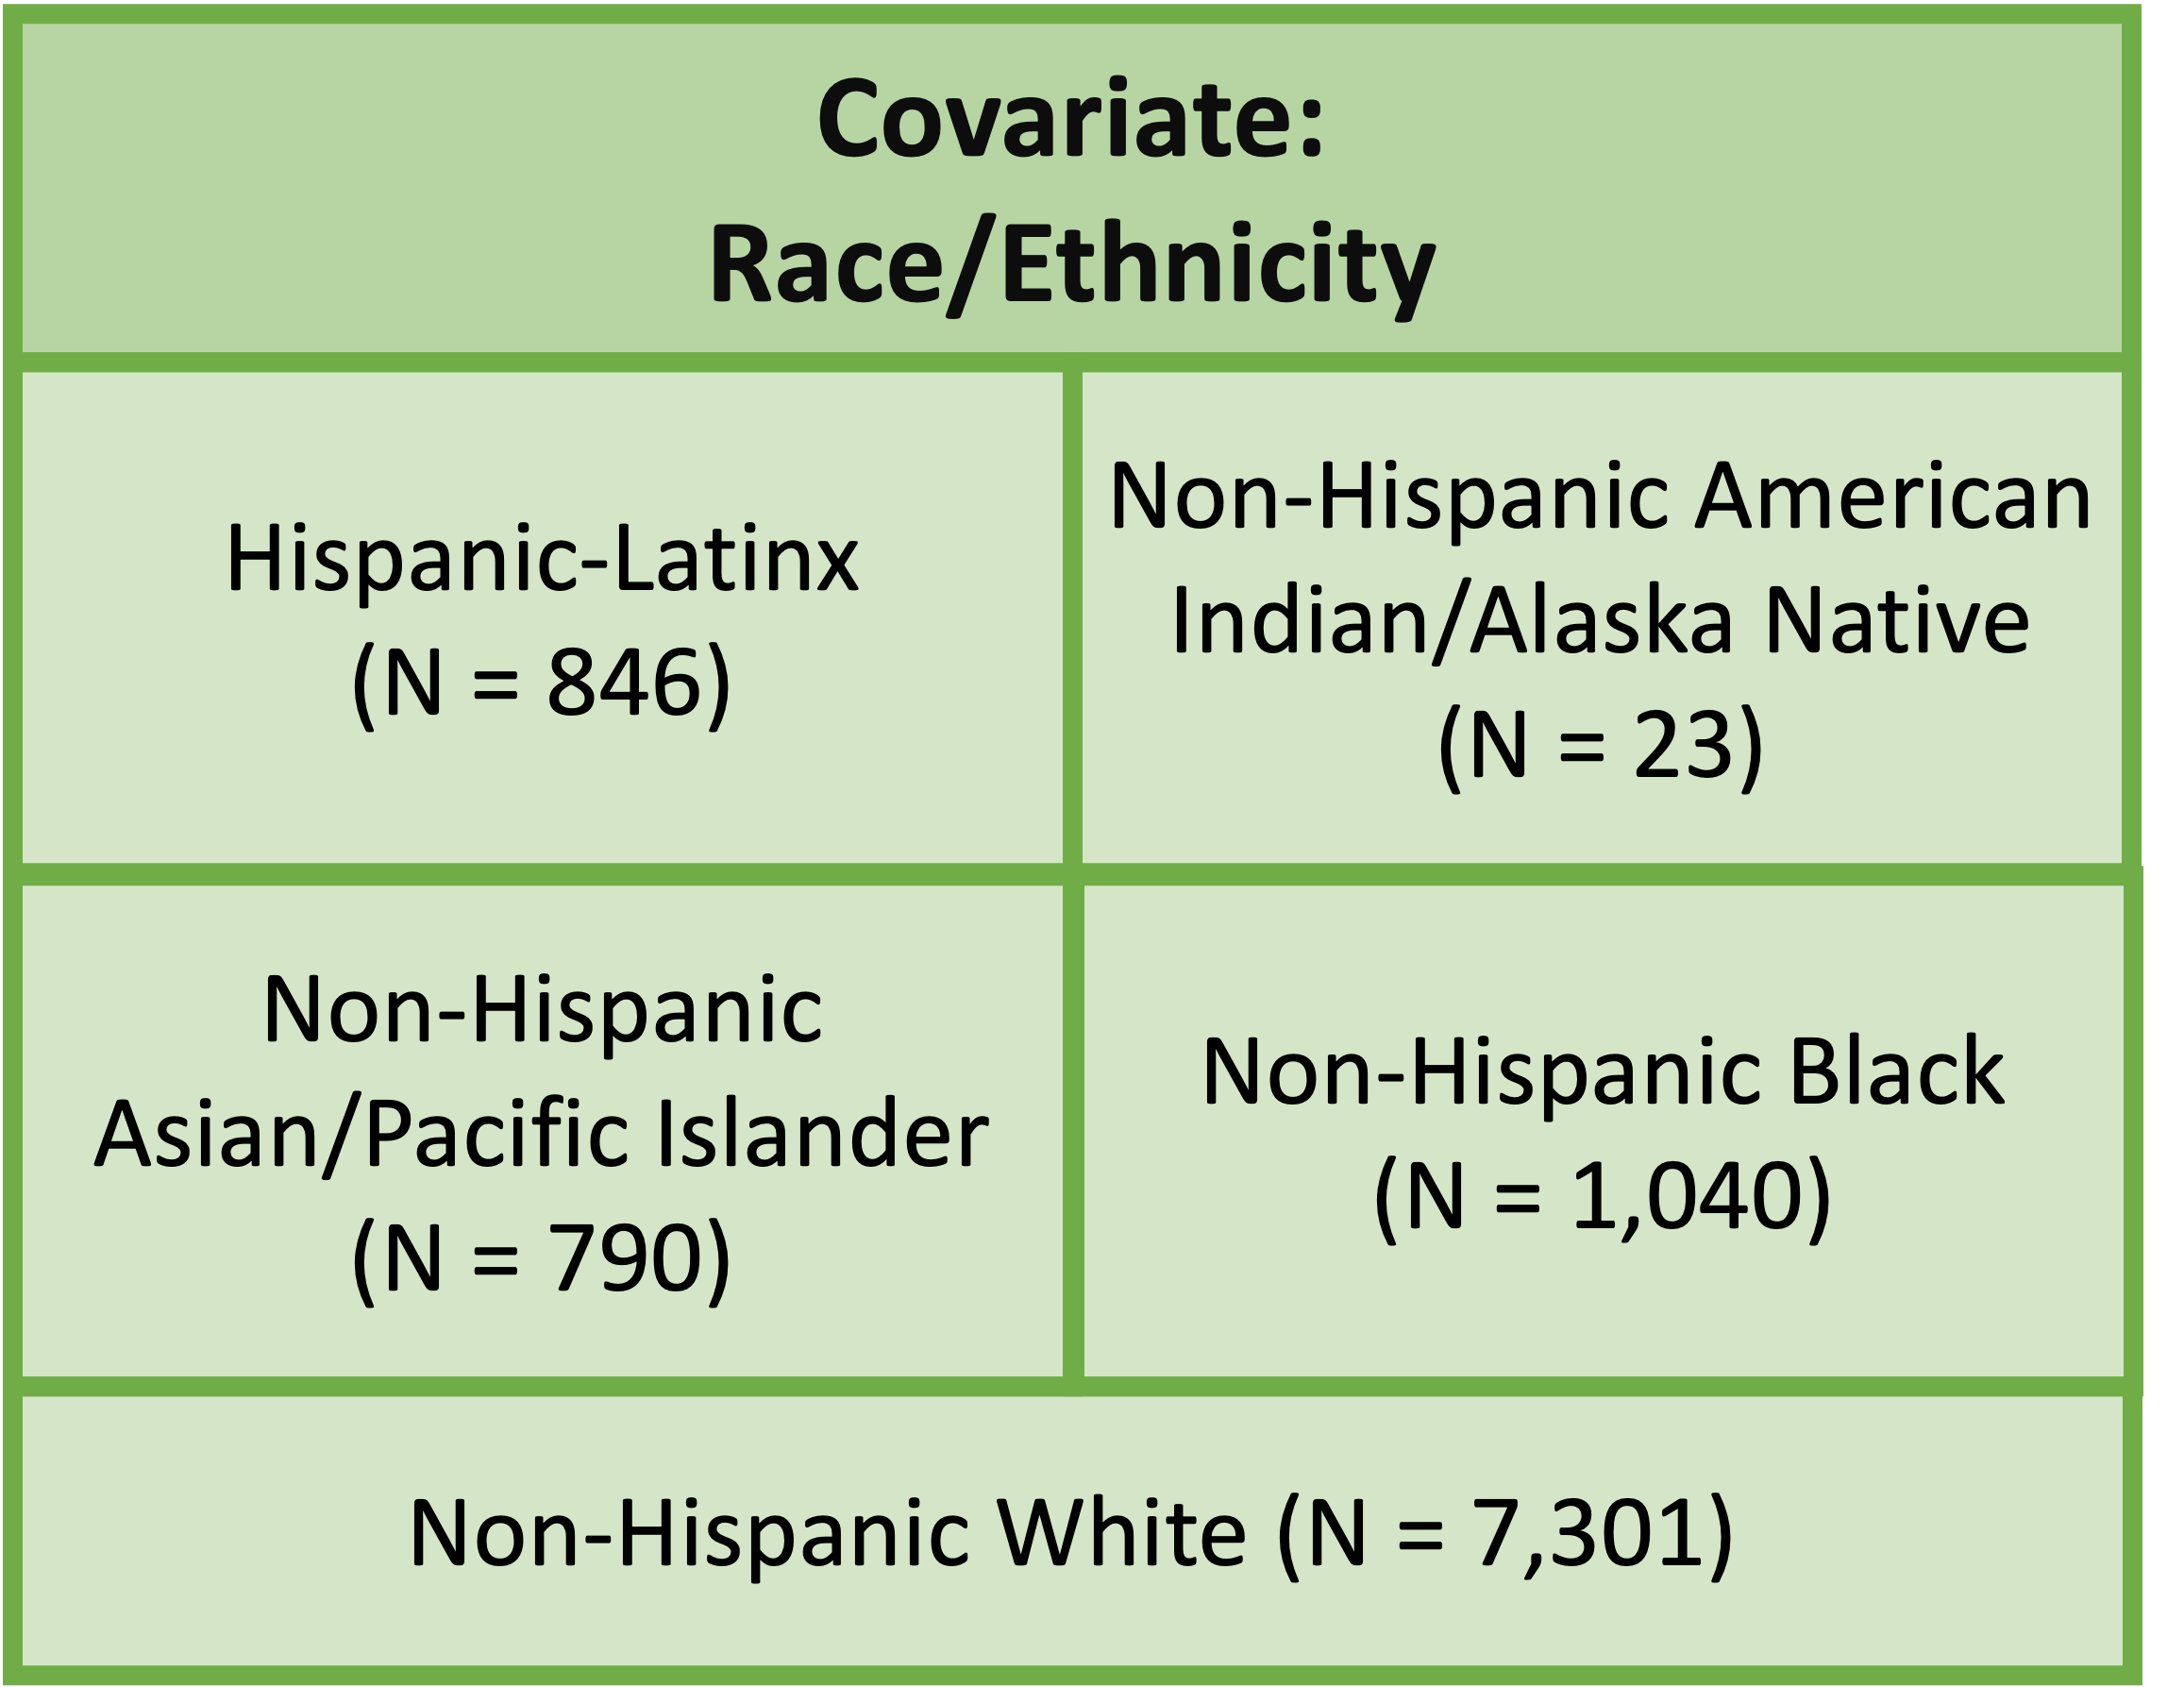 Covariate:
Race/Ethnicity
Hispanic-Latinx
(N = 846)
Non-Hispanic American
Indian/Alaska Native
(N = 23)
Non-Hispanic
Asian/Pacific Islander
(N = 790)
Non-Hispanic Black
(N = 1,040)
Non-Hispanic White (N = 7,301)